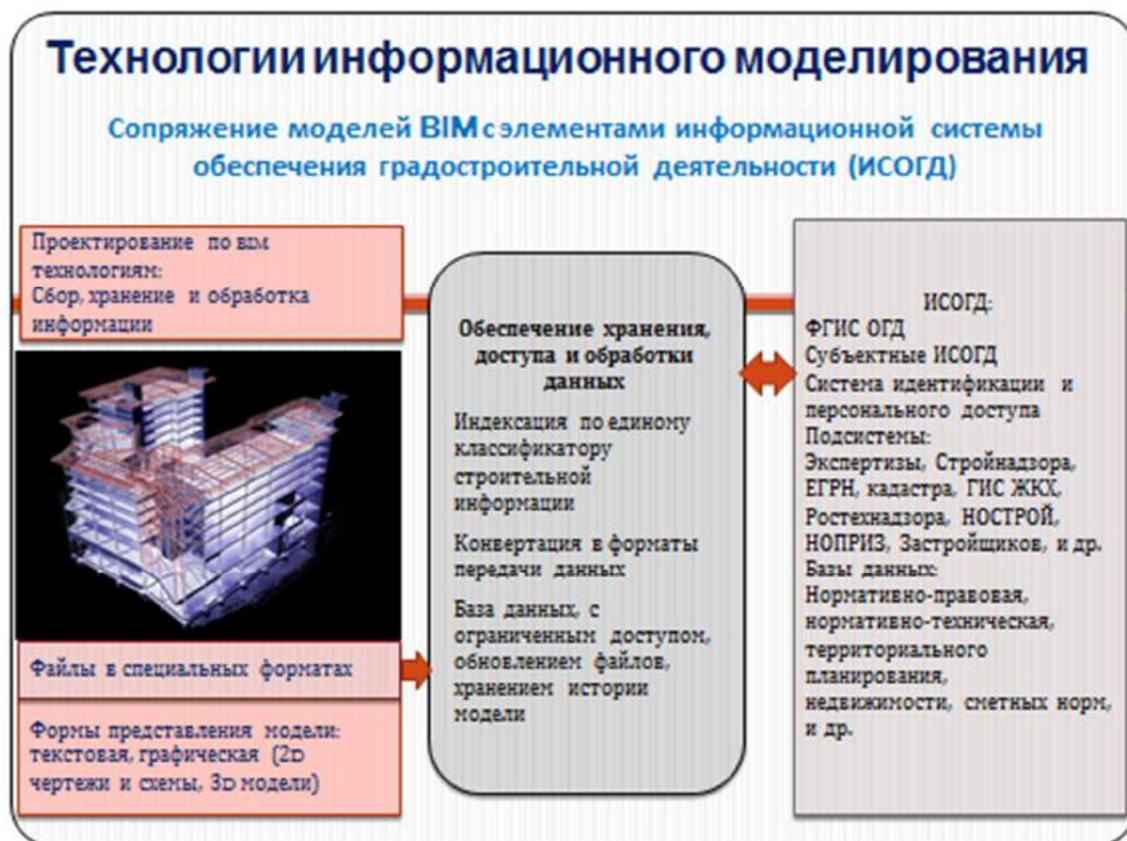 Технологии информационного моделирования
Сопряжение моделей BIM с элементами информационной системы
обеспечения градостроительной деятельности (ИСОГД)
Проектирование по BIM
технологиям:
Сбор, хранение и обработка
информации
Файлы в специальных форматах
Формы представления модели:
текстовая, графическая (2D
чертежи и схемы, 3D модели)
Обеспечение хранения,
доступа и обработки
данных
Индексация по единому
классификатору
строительной
информации
Конвертация в форматы
передачи данных
База данных, с
ограниченным доступом,
обновлением файлов,
хранением истории
модели
ИСОГД:
ФГИС ОГД
Субъектные ИСОГД
Система идентификации и
персонального доступа
Подсистемы:
Экспертизы, Стройнадзора,
ЕГРН, кадастра, ГИС ЖКХ,
Ростехнадзора, НОСТРОЙ,
НОПРИЗ, Застройщиков, и др.
Базы данных:
Нормативно-правовая,
нормативно-техническая,
территориального
планирования,
недвижимости, сметных норм,
и др.